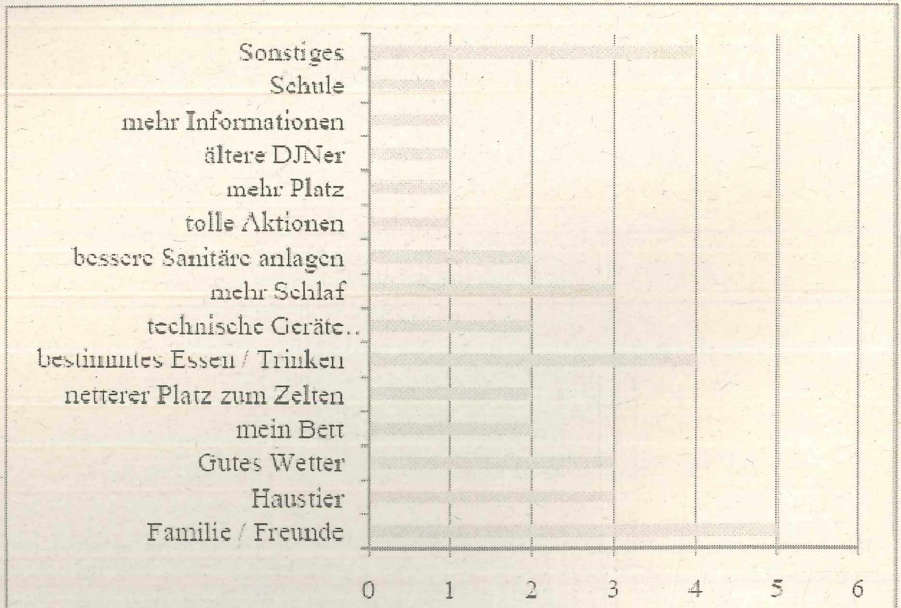 Sonstiges
Schule
mehr Informationen
ältere DJNer
mehr Platz
tolle Aktionen
bessere Sanitäre anlagen
mehr Schlaf
technische Geräte..
bestimmtes Essen / Trinken
netterer Platz zum Zelten
mein Bett
Gutes Wetter
Haustier
Familie / Freunde
0 1 2 3 4 5 6